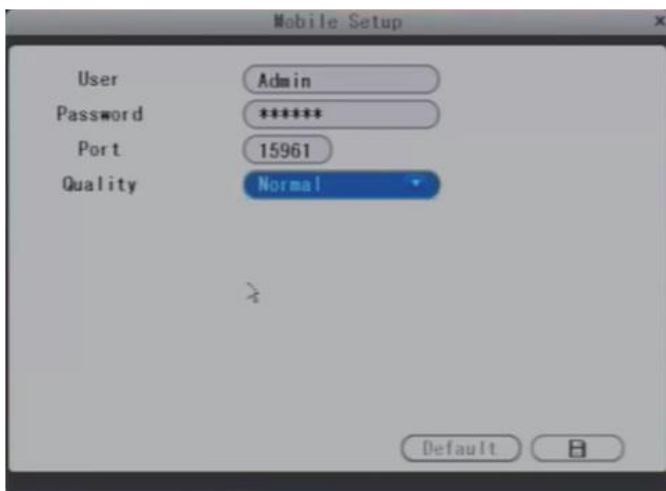 Mobile Setup ×
User Admin
Password ******
Port 15961
Quality Normal
Default